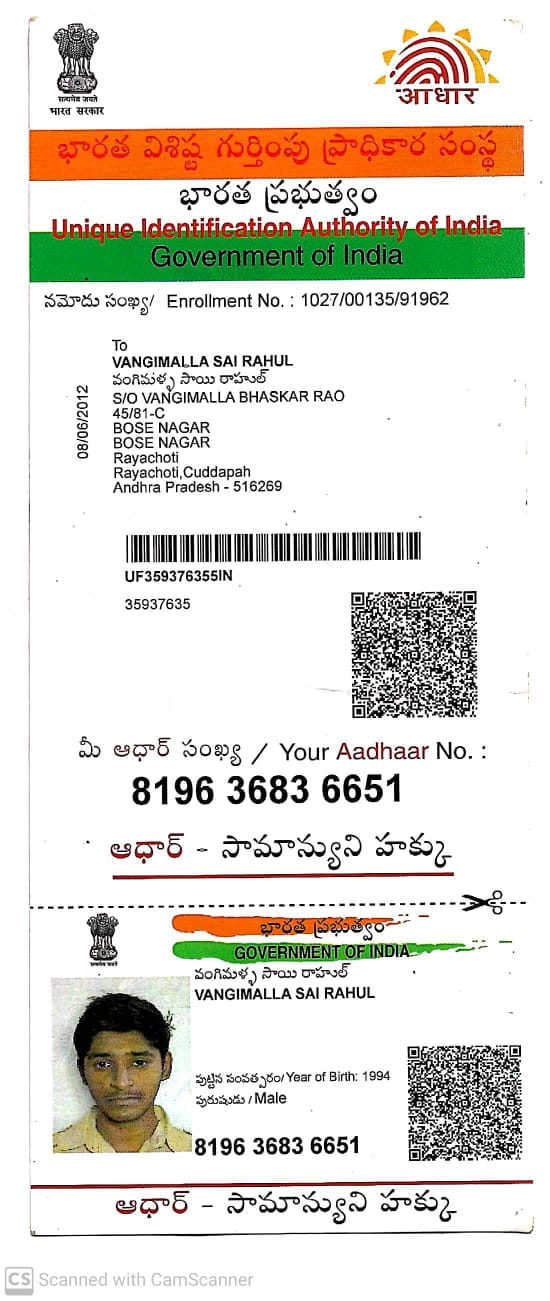 सत्यमेव जयते
भारत सरकार
आधार
భారత విశిష్ట గుర్తింపు ప్రాధికార సంస్థ
భారత ప్రభుత్వం
Unique Identification Authority of India
Government of India
నమోదు సంఖ్య/ Enrollment No. : 1027/00135/91962
To
VANGIMALLA SAI RAHUL
వంగిమళ్ళ సాయి రాహుల్
S/O VANGIMALLA BHASKAR RAO
45/81-C
BOSE NAGAR
BOSE NAGAR
Rayachoti
Rayachoti,Cuddapah
Andhra Pradesh - 516269
08/06/2012
UF359376355IN
35937635
మీ ఆధార్ సంఖ్య / Your Aadhaar No. :
8196 3683 6651
ఆధార్ - సామాన్యుని హక్కు
భారత ప్రభుత్వం
GOVERNMENT OF INDIA
వంగిమళ్ళ సాయి రాహుల్
VANGIMALLA SAI RAHUL
పుట్టిన సంవత్సరం/Year of Birth: 1994
పురుషుడు / Male
8196 3683 6651
ఆధార్ - సామాన్యుని హక్కు
CS Scanned with CamScanner